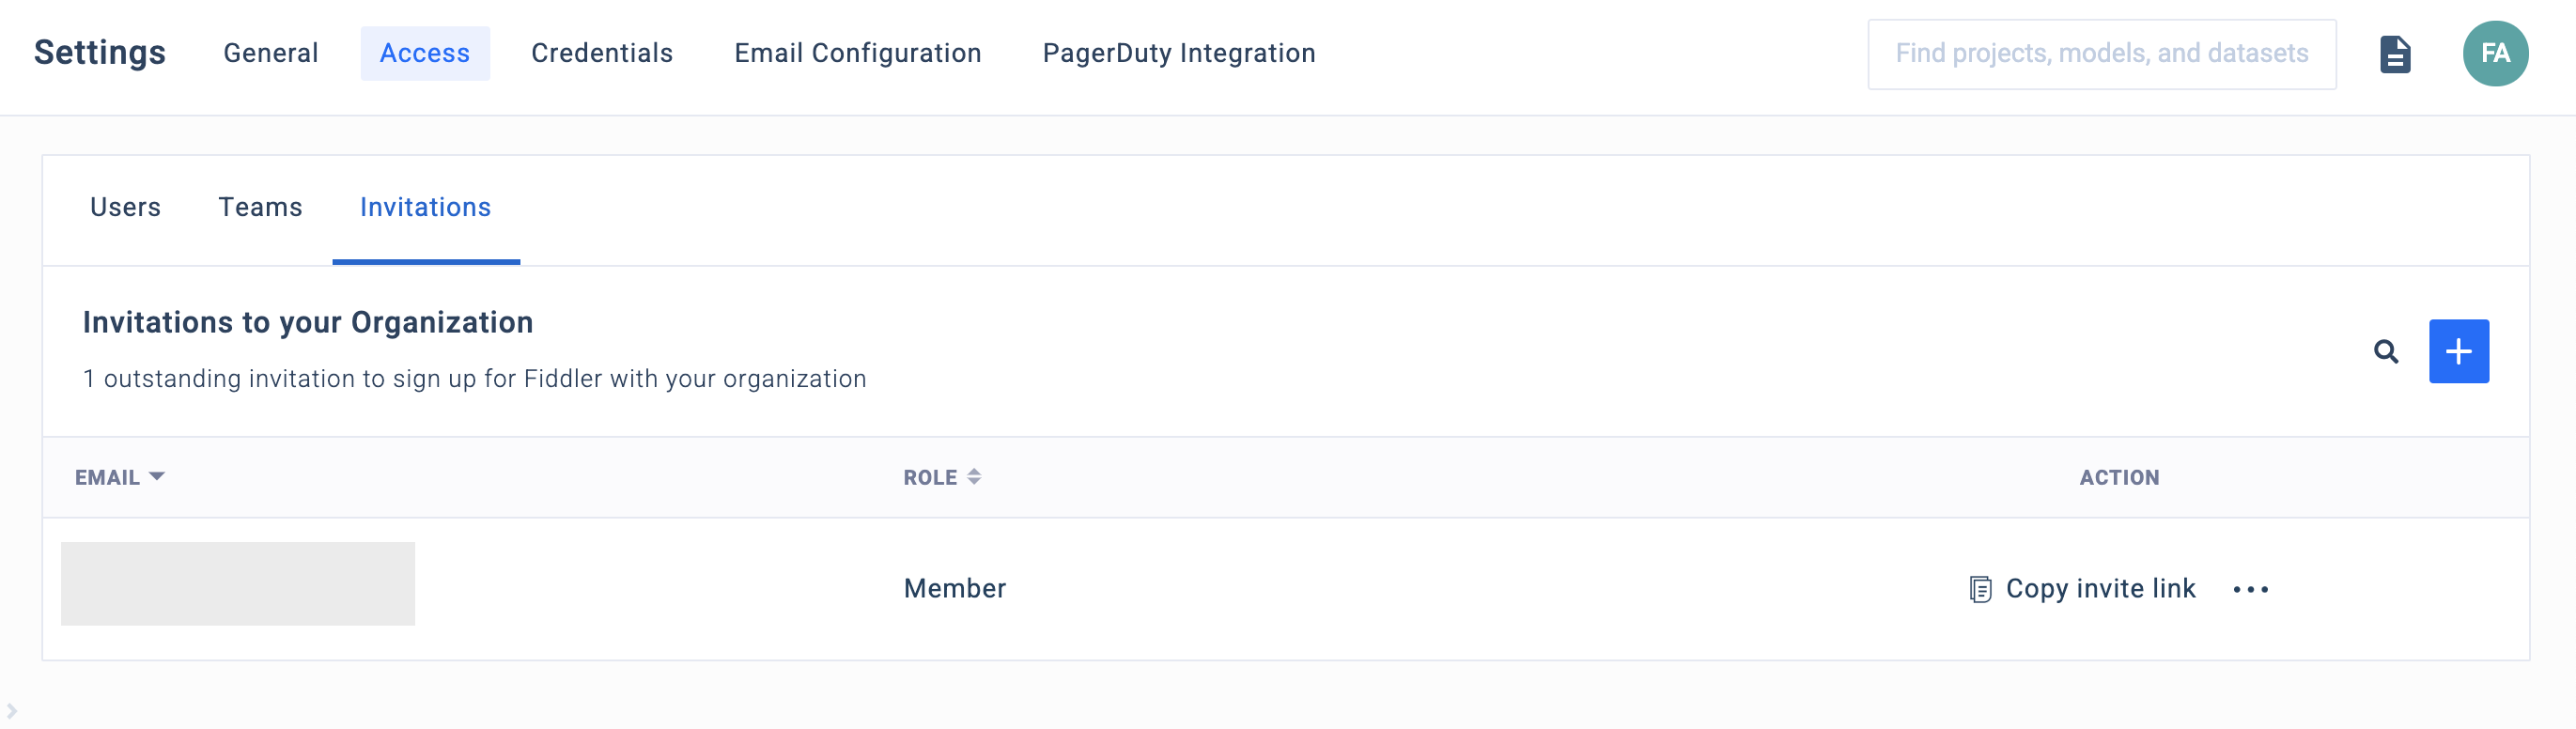 Settings General Access Credentials Email Configuration PagerDuty Integration Find projects, models, and datasets FA
Users Teams Invitations
Invitations to your Organization
1 outstanding invitation to sign up for Fiddler with your organization
EMAIL ROLE ACTION
Member Copy invite link